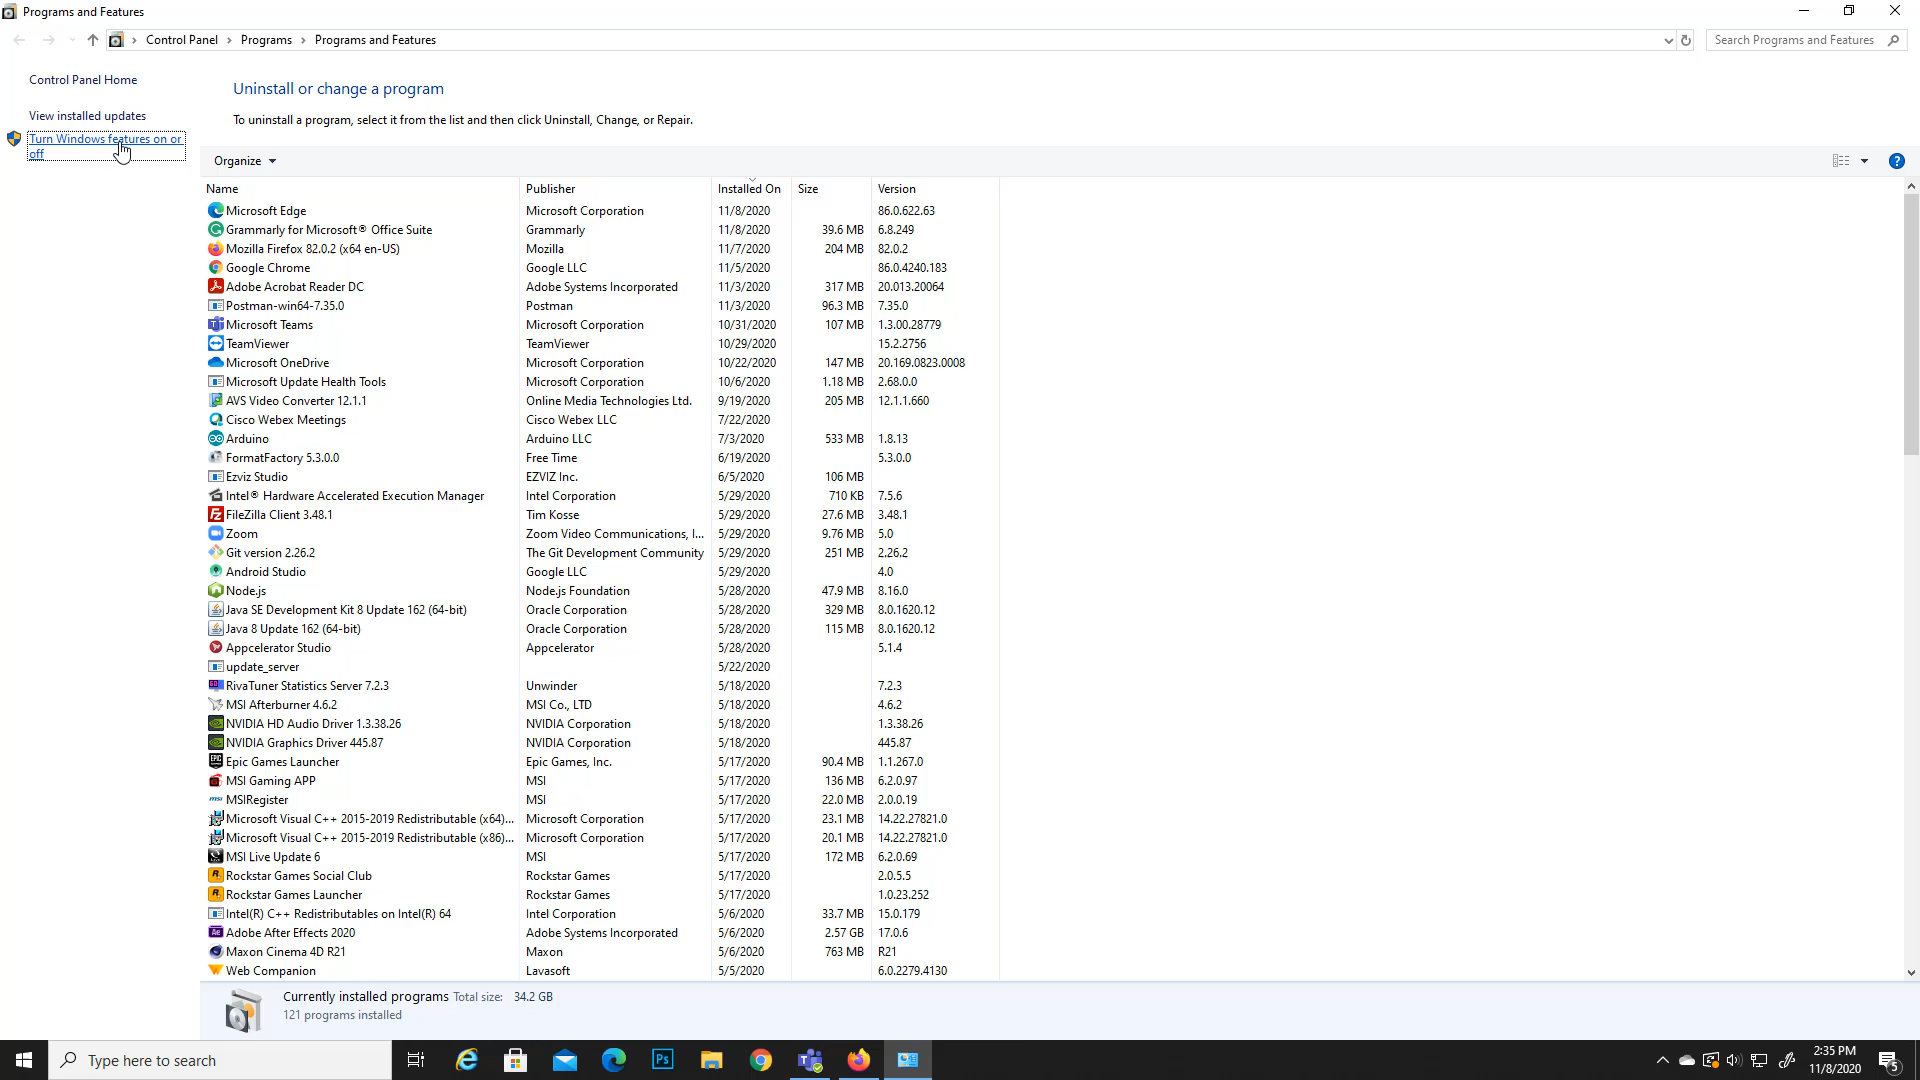 Programs and Features
Control Panel > Programs > Programs and Features
Search Programs and Features
Control Panel Home
View installed updates
Turn Windows features on or
off
Uninstall or change a program
To uninstall a program, select it from the list and then click Uninstall, Change, or Repair.
Organize
Name Publisher Installed On Size Version
Microsoft Edge Microsoft Corporation 11/8/2020 86.0.622.63
Grammarly for Microsoft® Office Suite Grammarly 11/8/2020 39.6 MB 6.8.249
Mozilla Firefox 82.0.2 (x64 en-US) Mozilla 11/7/2020 204 MB 82.0.2
Google Chrome Google LLC 11/5/2020 86.0.4240.183
Adobe Acrobat Reader DC Adobe Systems Incorporated 11/3/2020 317 MB 20.013.20064
Postman-win64-7.35.0 Postman 11/3/2020 96.3 MB 7.35.0
Microsoft Teams Microsoft Corporation 10/31/2020 107 MB 1.3.00.28779
TeamViewer TeamViewer 10/29/2020 15.2.2756
Microsoft OneDrive Microsoft Corporation 10/22/2020 147 MB 20.169.0823.0008
Microsoft Update Health Tools Microsoft Corporation 10/6/2020 1.18 MB 2.68.0.0
AVS Video Converter 12.1.1 Online Media Technologies Ltd. 9/19/2020 205 MB 12.1.1.660
Cisco Webex Meetings Cisco Webex LLC 7/22/2020
Arduino Arduino LLC 7/3/2020 533 MB 1.8.13
FormatFactory 5.3.0.0 Free Time 6/19/2020 5.3.0.0
Ezviz Studio EZVIZ Inc. 6/5/2020 106 MB
Intel® Hardware Accelerated Execution Manager Intel Corporation 5/29/2020 710 KB 7.5.6
FileZilla Client 3.48.1 Tim Kosse 5/29/2020 27.6 MB 3.48.1
Zoom Zoom Video Communications, I... 5/29/2020 9.76 MB 5.0
Git version 2.26.2 The Git Development Community 5/29/2020 251 MB 2.26.2
Android Studio Google LLC 5/29/2020 4.0
Node.js Node.js Foundation 5/28/2020 47.9 MB 8.16.0
Java SE Development Kit 8 Update 162 (64-bit) Oracle Corporation 5/28/2020 329 MB 8.0.1620.12
Java 8 Update 162 (64-bit) Oracle Corporation 5/28/2020 115 MB 8.0.1620.12
Appcelerator Studio Appcelerator 5/28/2020 5.1.4
update_server 5/22/2020
RivaTuner Statistics Server 7.2.3 Unwinder 5/18/2020 7.2.3
MSI Afterburner 4.6.2 MSI Co., LTD 5/18/2020 4.6.2
NVIDIA HD Audio Driver 1.3.38.26 NVIDIA Corporation 5/18/2020 1.3.38.26
NVIDIA Graphics Driver 445.87 NVIDIA Corporation 5/18/2020 445.87
Epic Games Launcher Epic Games, Inc. 5/17/2020 90.4 MB 1.1.267.0
MSI Gaming APP MSI 5/17/2020 136 MB 6.2.0.97
MSIRegister MSI 5/17/2020 22.0 MB 2.0.0.19
Microsoft Visual C++ 2015-2019 Redistributable (x64)... Microsoft Corporation 5/17/2020 23.1 MB 14.22.27821.0
Microsoft Visual C++ 2015-2019 Redistributable (x86)... Microsoft Corporation 5/17/2020 20.1 MB 14.22.27821.0
MSI Live Update 6 MSI 5/17/2020 172 MB 6.2.0.69
Rockstar Games Social Club Rockstar Games 5/17/2020 2.0.5.5
Rockstar Games Launcher Rockstar Games 5/17/2020 1.0.23.252
Intel(R) C++ Redistributables on Intel(R) 64 Intel Corporation 5/6/2020 33.7 MB 15.0.179
Adobe After Effects 2020 Adobe Systems Incorporated 5/6/2020 2.57 GB 17.0.6
Maxon Cinema 4D R21 Maxon 5/6/2020 763 MB R21
Web Companion Lavasoft 5/5/2020 6.0.2279.4130
Currently installed programs Total size: 34.2 GB
121 programs installed
Type here to search
Ps
2:35 PM
11/8/2020
5